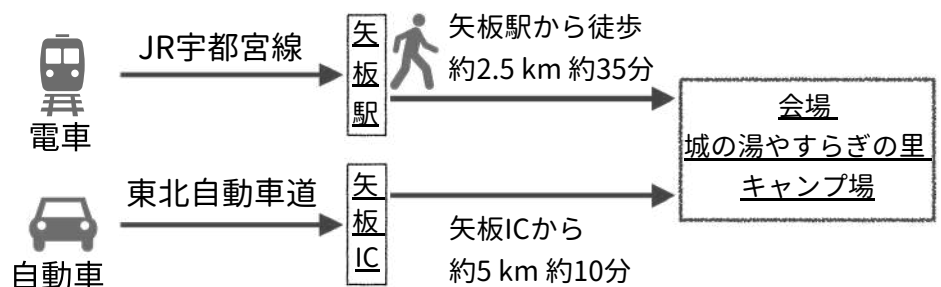 電車
JR宇都宮線
矢板駅
矢板駅から徒歩
約2.5 km 約35分
自動車
東北自動車道
矢板IC
矢板ICから
約5 km 約10分
会場
城の湯やすらぎの里
キャンプ場